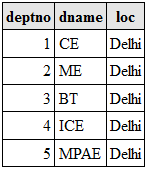 deptno dname loc
1 CE Delhi
2 ME Delhi
3 BT Delhi
4 ICE Delhi
5 MPAE Delhi